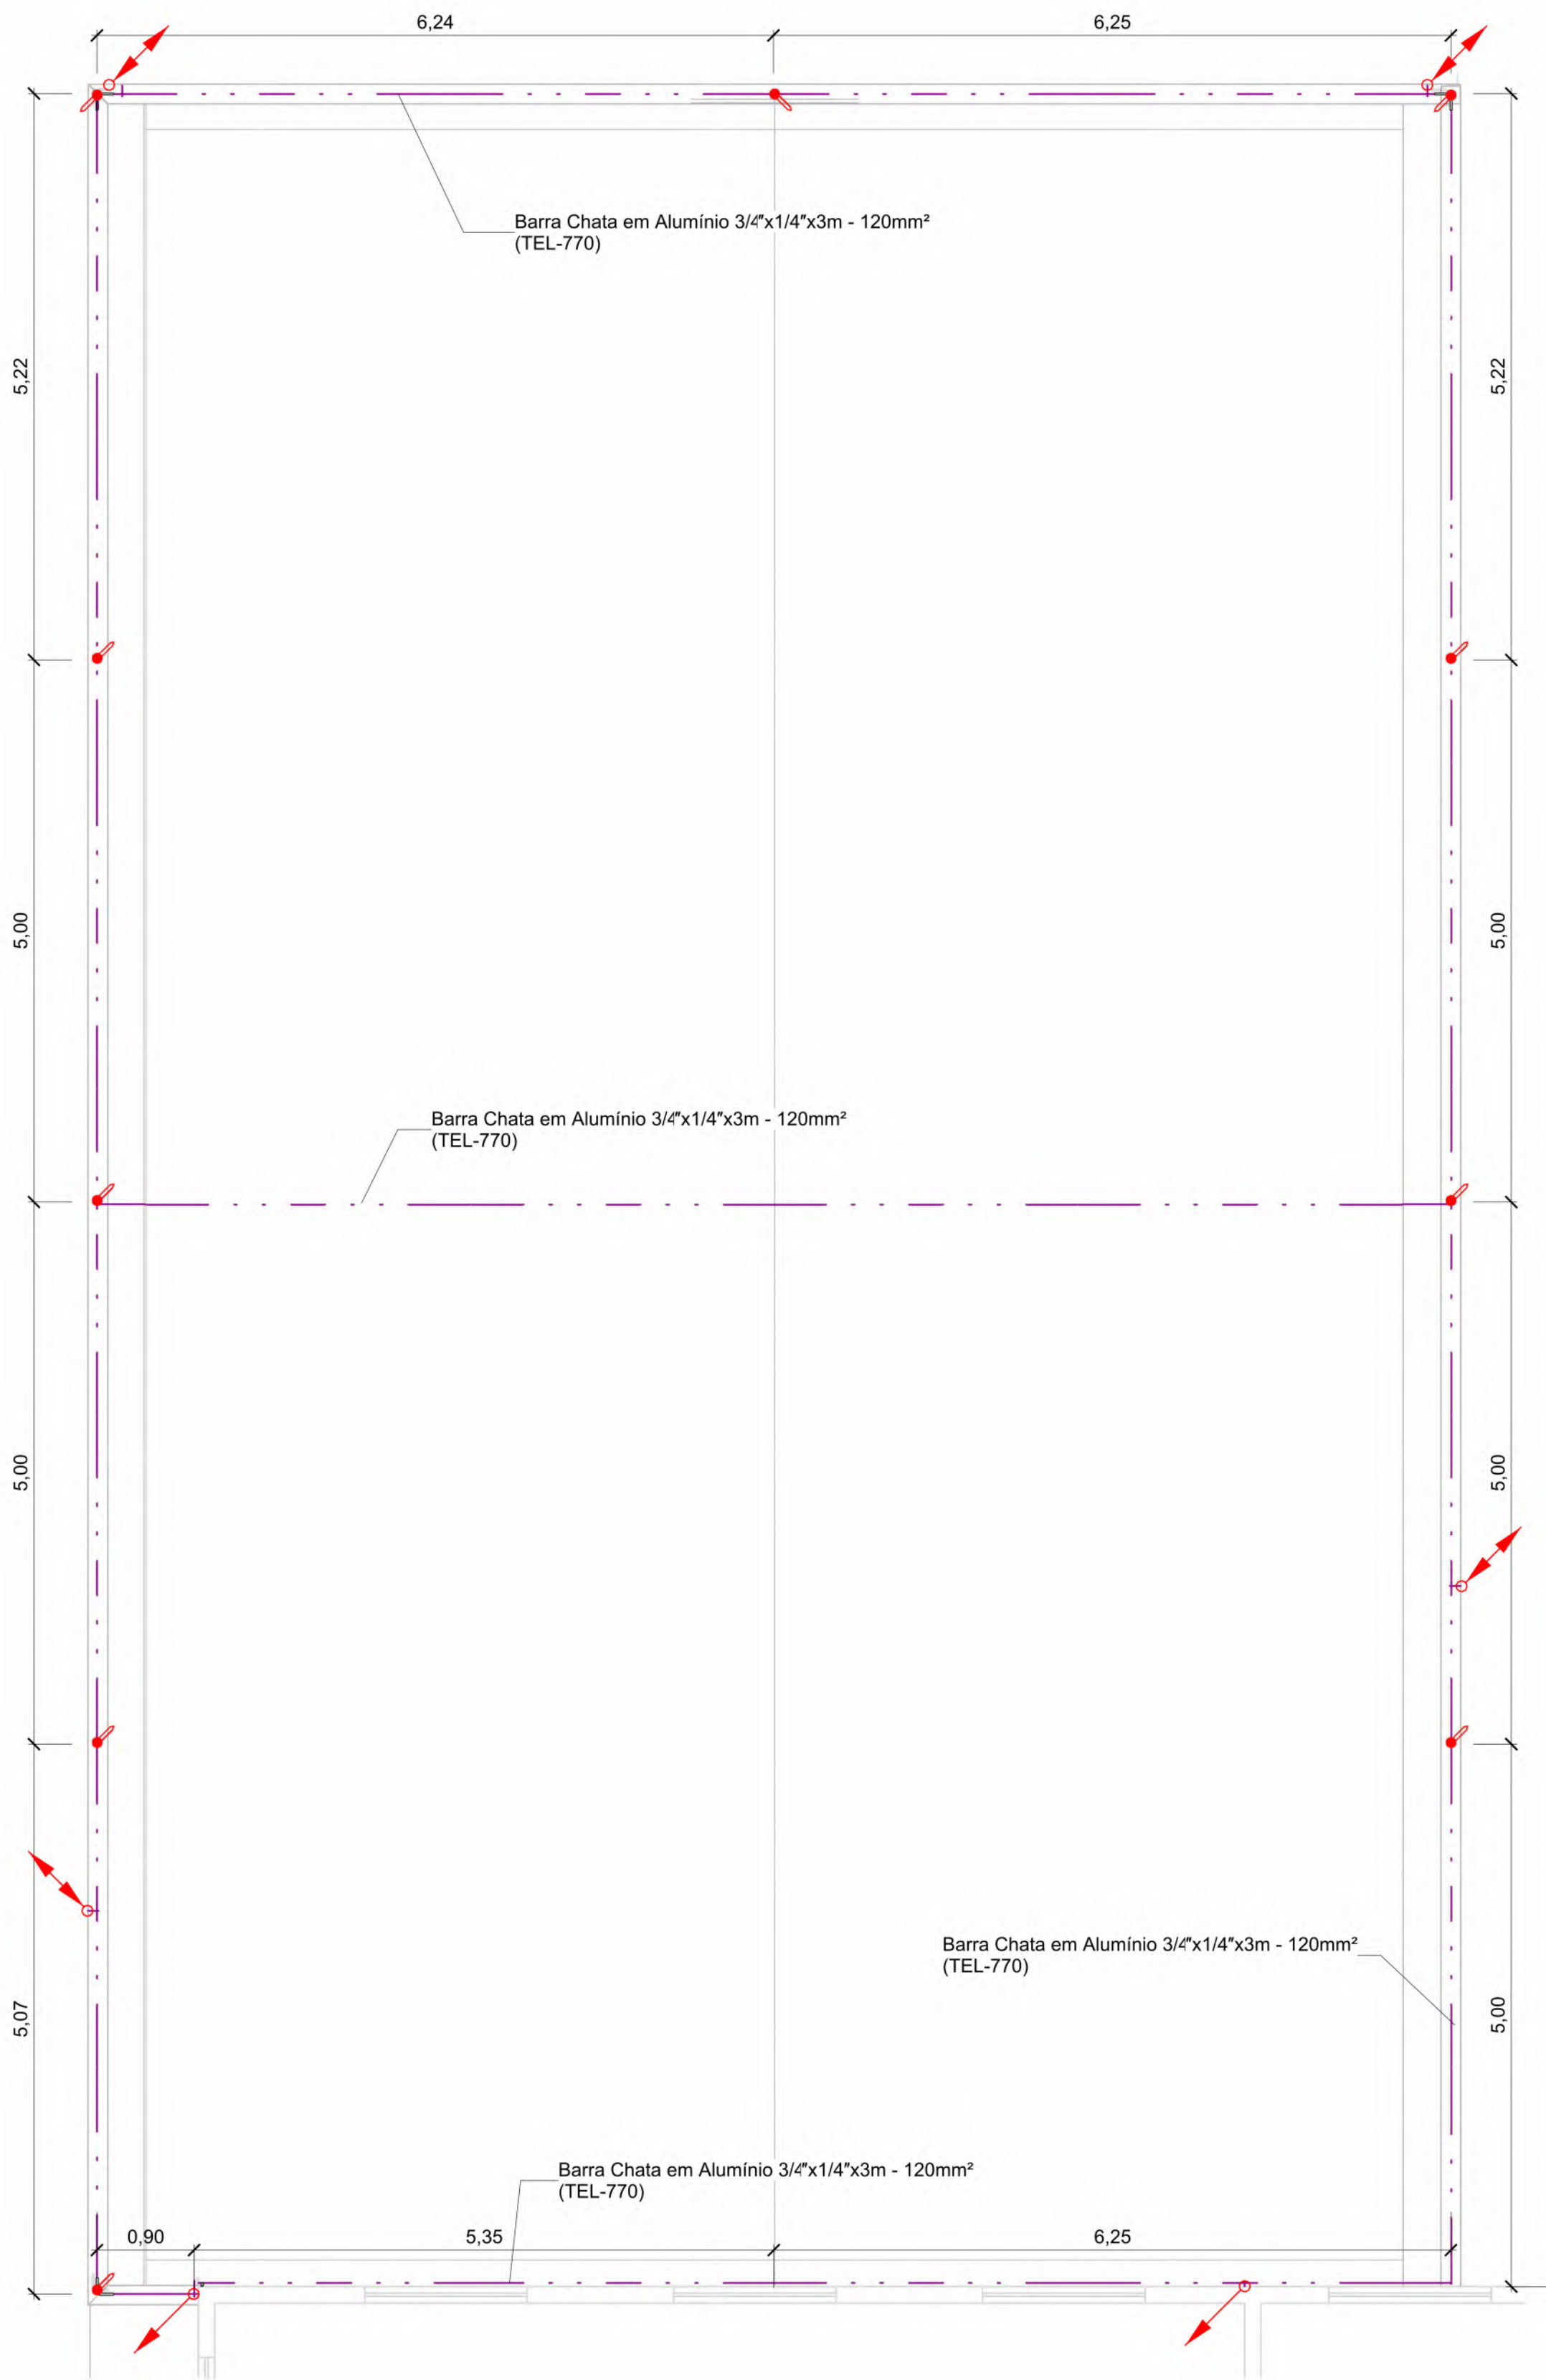 6,24
6,25
Barra Chata em Alumínio 3/4"x1/4"x3m - 120mm²
(TEL-770)
5,22
5,22
5,00
5,00
Barra Chata em Alumínio 3/4"x1/4"x3m - 120mm²
(TEL-770)
5,00
5,00
Barra Chata em Alumínio 3/4"x1/4"x3m - 120mm²
(TEL-770)
5,07
5,00
Barra Chata em Alumínio 3/4"x1/4"x3m - 120mm²
(TEL-770)
0,90
5,35
6,25